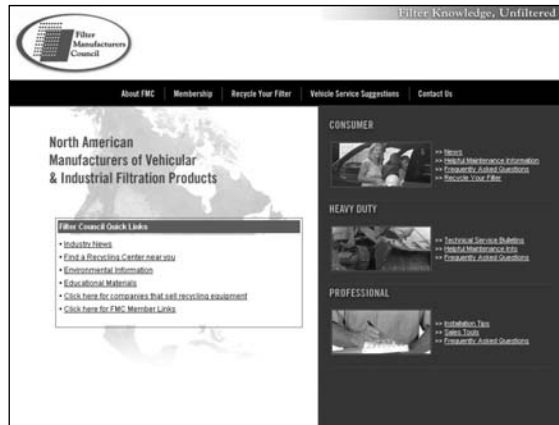 Filter Knowledge, Unfiltered
Filter
Manufacturers
Council
About FMC
Membership
Recycle Your Filter
Vehicle Service Suggestions
Contact Us
North American
Manufacturers of Vehicular
& Industrial Filtration Products
Filter Council Quick Links
• Industry News
• Find a Recycling Center near you
• Environmental Information
• Educational Materials
• Click here for companies that sell recycling equipment
• Click here for FMC Member Links
CONSUMER
>> News
>> Helpful Maintenance Information
>> Frequently Asked Questions
>> Recycle Your Filter
HEAVY DUTY
>> Technical Service Bulletins
>> Helpful Maintenance Info
>> Frequently Asked Questions
PROFESSIONAL
>> Installation Tips
>> Sales Tools
>> Frequently Asked Questions